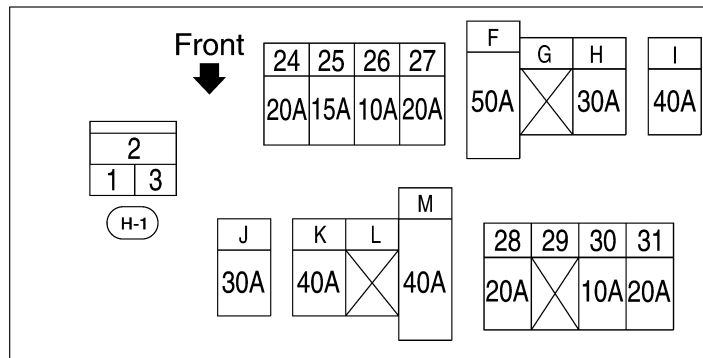 Front
24 25 26 27
20A 15A 10A 20A
F
50A
G H
30A
I
40A
2
1 3
H-1
J
30A
K L
40A
M
40A
28 29 30 31
20A 10A 20A